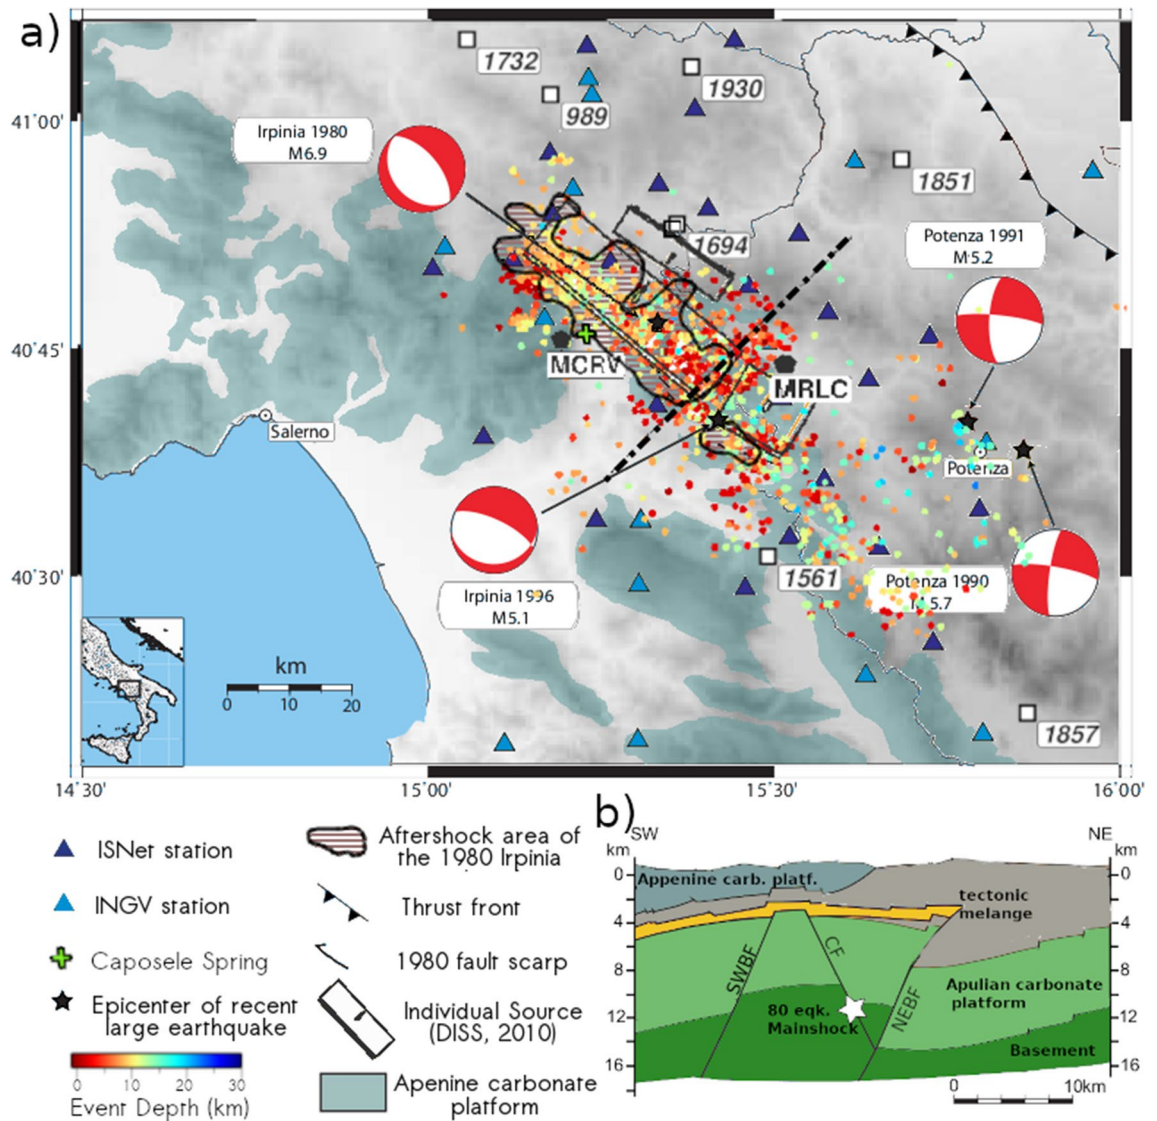 a)
1732
1930
989
41°00'
Irpinia 1980
M6.9
1851
1694
Potenza 1991
M5.2
40°45'
MCRV
MRLC
Salerno
Potenza
40°30'
1561
Irpinia 1996
M5.1
Potenza 1990
M5.7
km
0 10 20
1857
14°30' 15°00' 15°30' 16°00'
ISNet station
INGV station
Caposele Spring
Epicenter of recent
large earthquake
0 10 20 30
Event Depth (km)
Aftershock area of
the 1980 Irpinia
Thrust front
1980 fault scarp
Individual Source
(DISS, 2010)
Apenine carbonate
platform
b)
SW NE
km km
0 0
4 4
8 8
12 12
16 16
Appenine carb. platf.
tectonic
melange
SWBF
CF
NEBF
Apulian carbonate
platform
80 eqk.
Mainshock
Basement
0 10km